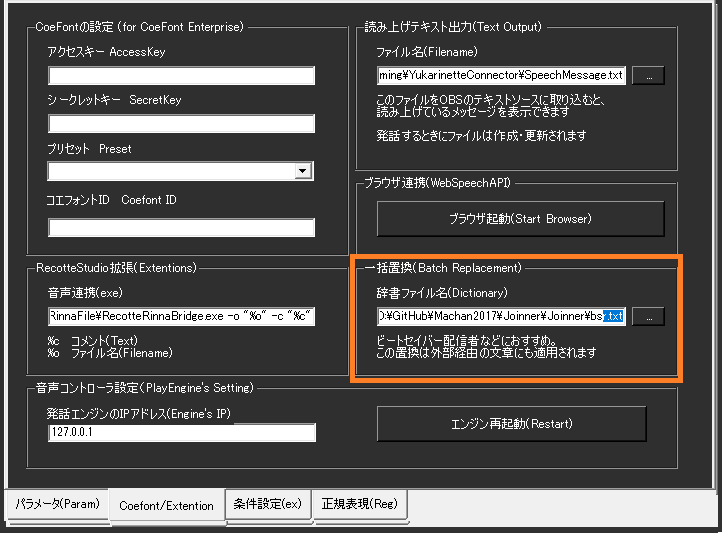 CoeFontの設定 (for CoeFont Enterprise)
アクセスキー AccessKey
シークレットキー SecretKey
プリセット Preset
コエフォントID Coefont ID
RecotteStudio拡張(Extentions)
音声連携(exe)
RinnaFile¥RecotteRinnaBridge.exe -o "%o" -c "%c"
%c コメント(Text)
%o ファイル名(Filename)
読み上げテキスト出力(Text Output)
ファイル名(Filename)
ming¥YukarinetteConnector¥SpeechMessage.txt
...
このファイルをOBSのテキストソースに取り込むと、
読み上げているメッセージを表示できます
発話するときにファイルは作成・更新されます
ブラウザ連携(WebSpeechAPI)
ブラウザ起動(Start Browser)
一括置換(Batch Replacement)
辞書ファイル名(Dictionary)
D:¥GitHub¥Machan2017¥Joinner¥Joinner¥bsr.txt
...
ビートセイバー配信者などにおすすめ。
この置換は外部経由の文章にも適用されます
音声コントローラ設定(PlayEngine's Setting)
発話エンジンのIPアドレス(Engine's IP)
127.0.0.1
エンジン再起動(Restart)
パラメータ(Param)
Coefont/Extention
条件設定(ex)
正規表現(Reg)